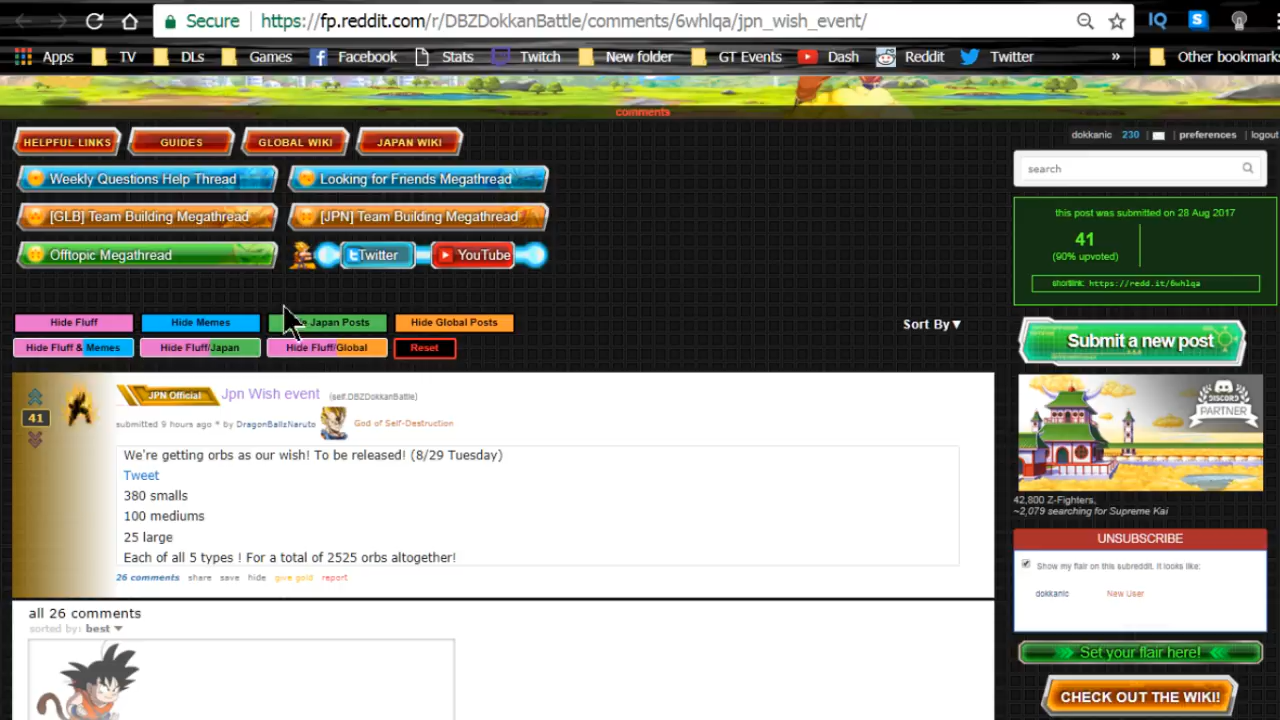 Secure https://fp.reddit.com/r/DBZDokkanBattle/comments/6whlqa/jpn_wish_event/ IQ S
Apps TV DLs Games Facebook Stats Twitch New folder GT Events Dash Reddit Twitter » Other bookmarks
comments
HELPFUL LINKS GUIDES GLOBAL WIKI JAPAN WIKI
dokkanic 230 | preferences | logout
Weekly Questions Help Thread Looking for Friends Megathread
search
[GLB] Team Building Megathread [JPN] Team Building Megathread
this post was submitted on 28 Aug 2017
41
(90% upvoted)
Offtopic Megathread Twitter YouTube
shortlink: https://redd.it/6whlqa
Hide Fluff Hide Memes Japan Posts Hide Global Posts
Sort By▼
Hide Fluff & Memes Hide Fluff/Japan Hide Fluff/Global Reset
Submit a new post
JPN Official Jpn Wish event (self.DBZDokkanBattle)
41
submitted 9 hours ago * by DragonBallsNaruto God of Self-Destruction
DISCORD
PARTNER
We're getting orbs as our wish! To be released! (8/29 Tuesday)
Tweet
380 smalls
100 mediums
25 large
Each of all 5 types ! For a total of 2525 orbs altogether!
26 comments share save hide give gold report
42,800 Z-Fighters,
~2,079 searching for Supreme Kai
UNSUBSCRIBE
Show my flair on this subreddit. It looks like:
dokkanic New User
all 26 comments
sorted by: best ▼
Set your flair here!
CHECK OUT THE WIKI!